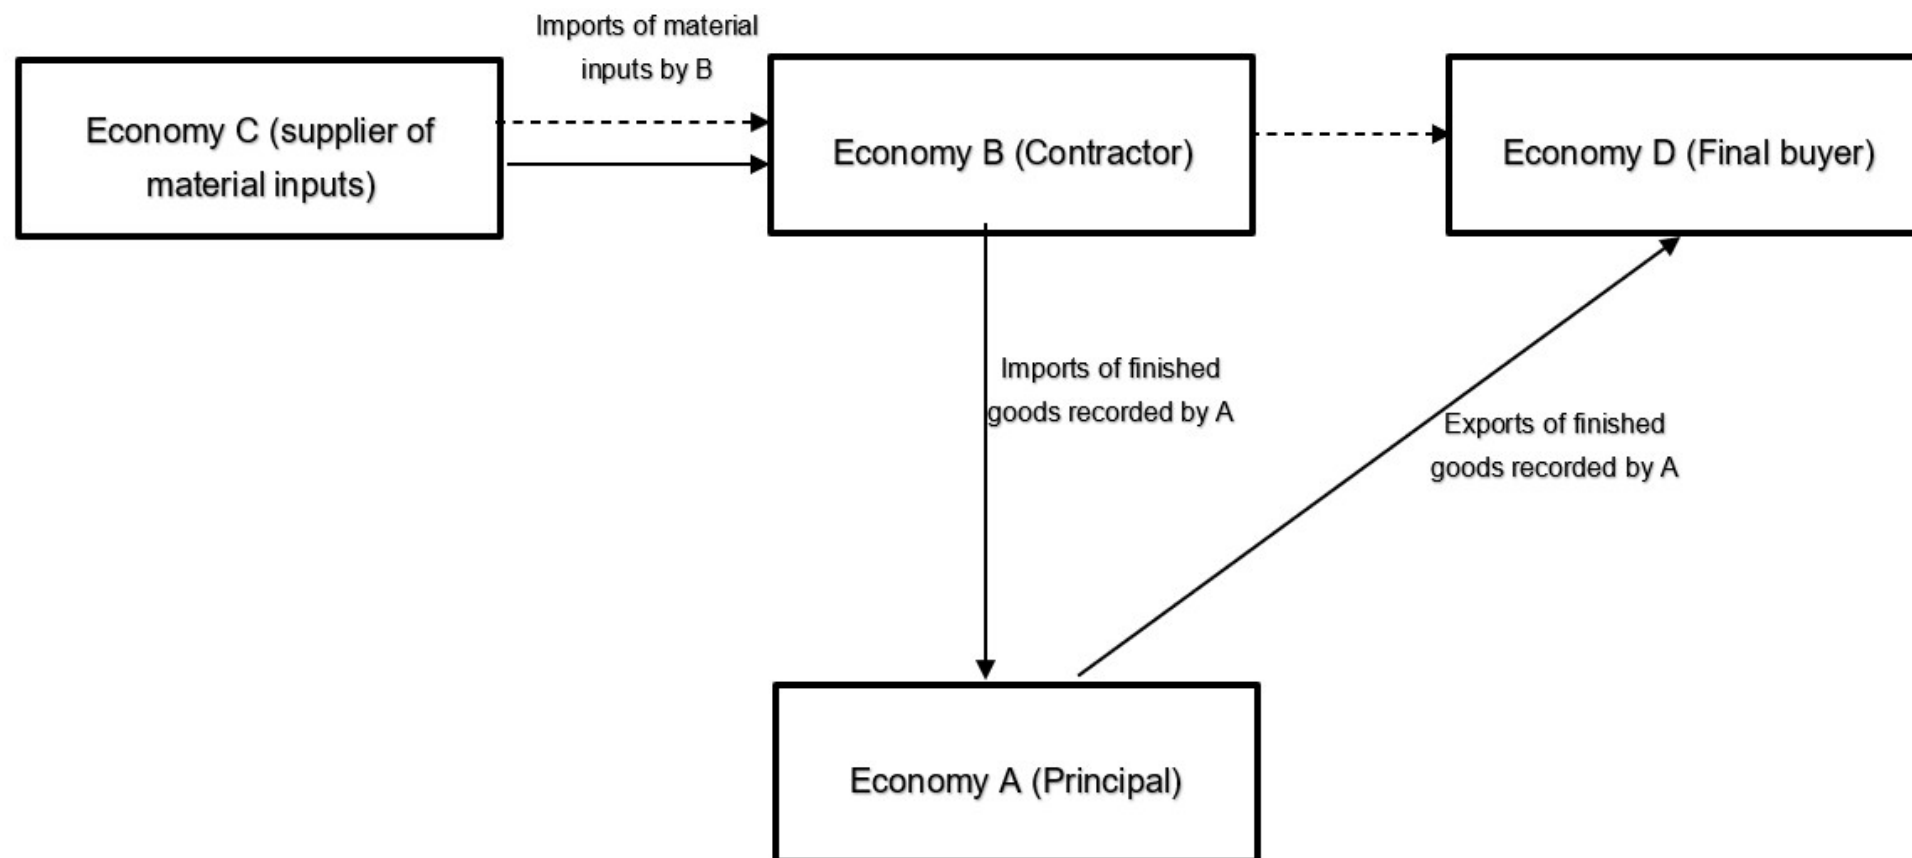 Imports of material
inputs by B
Economy C (supplier of
material inputs)
Economy B (Contractor)
Economy D (Final buyer)
Imports of finished
goods recorded by A
Exports of finished
goods recorded by A
Economy A (Principal)